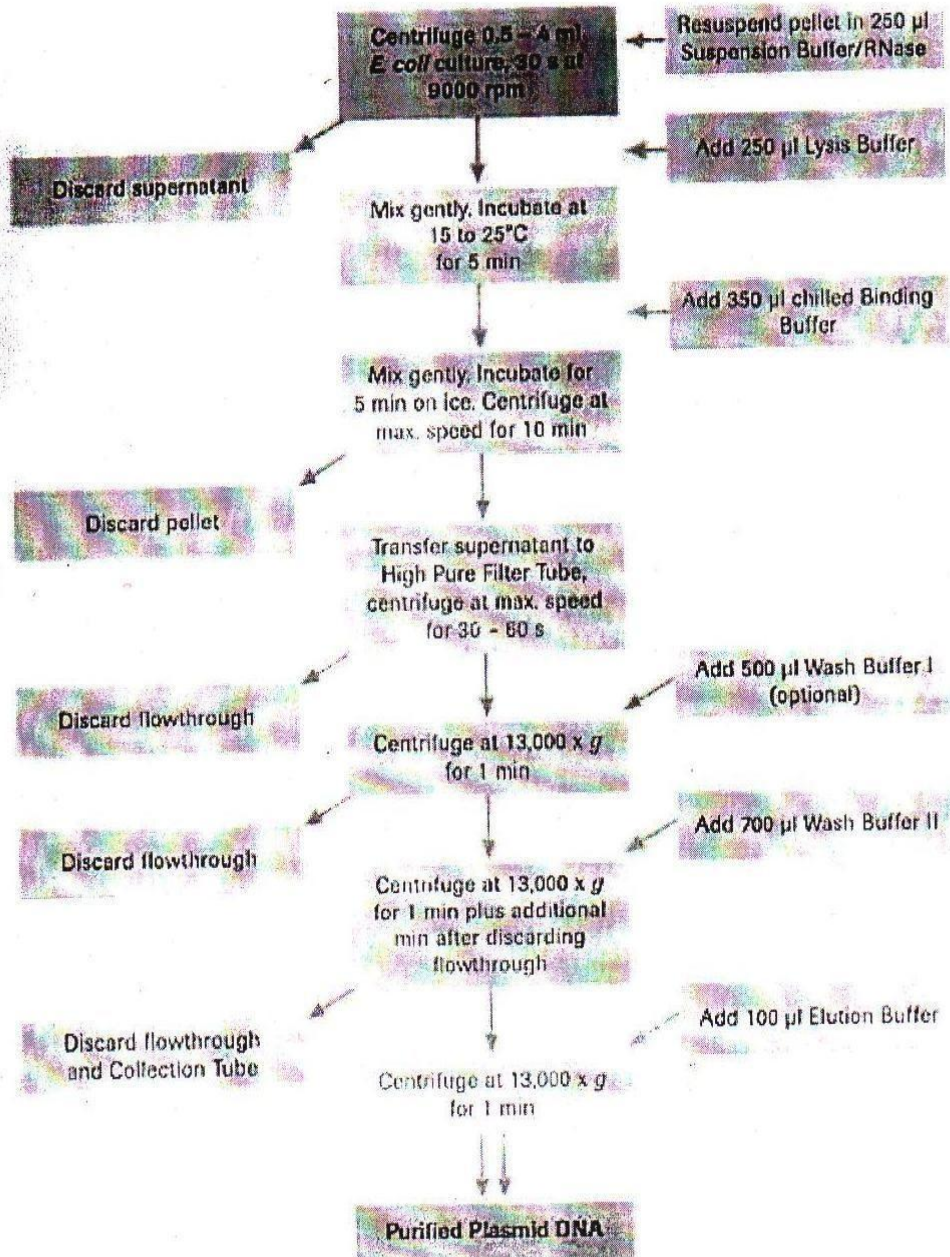 Centrifuge 0.5 – 4 ml
E coli culture, 30 s at
9000 rpm
Resuspend pellet in 250 µl
Suspension Buffer/RNase
Discard supernatant
Add 250 µl Lysis Buffer
Mix gently. Incubate at
15 to 25°C
for 5 min
Add 350 µl chilled Binding
Buffer
Mix gently. Incubate for
5 min on ice. Centrifuge at
max. speed for 10 min
Discard pellet
Transfer supernatant to
High Pure Filter Tube,
centrifuge at max. speed
for 30 – 60 s
Discard flowthrough
Add 500 µl Wash Buffer I
(optional)
Centrifuge at 13,000 x g
for 1 min
Discard flowthrough
Add 700 µl Wash Buffer II
Centrifuge at 13,000 x g
for 1 min plus additional
min after discarding
flowthrough
Discard flowthrough
and Collection Tube
Add 100 µl Elution Buffer
Centrifuge at 13,000 x g
for 1 min
Purified Plasmid DNA